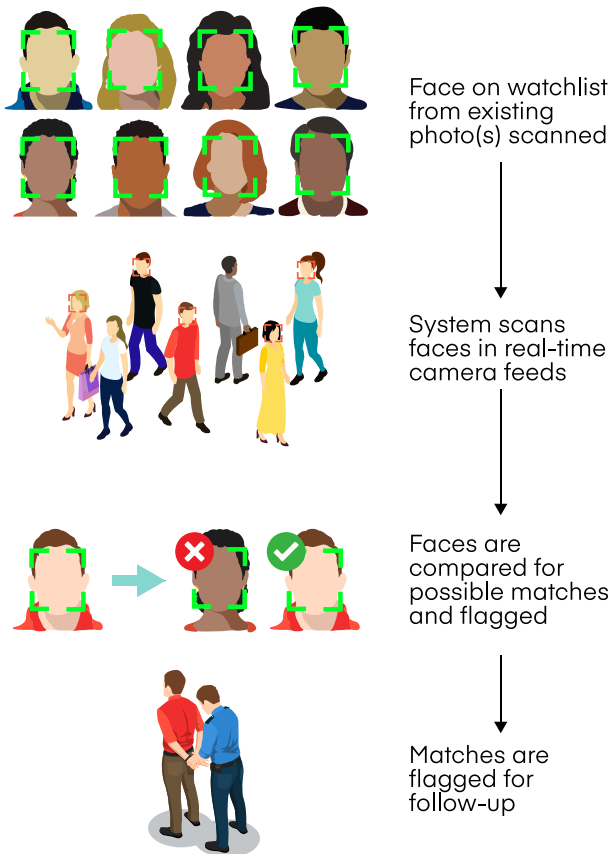 Face on watchlist
from existing
photo(s) scanned
System scans
faces in real-time
camera feeds
Faces are
compared for
possible matches
and flagged
Matches are
flagged for
follow-up